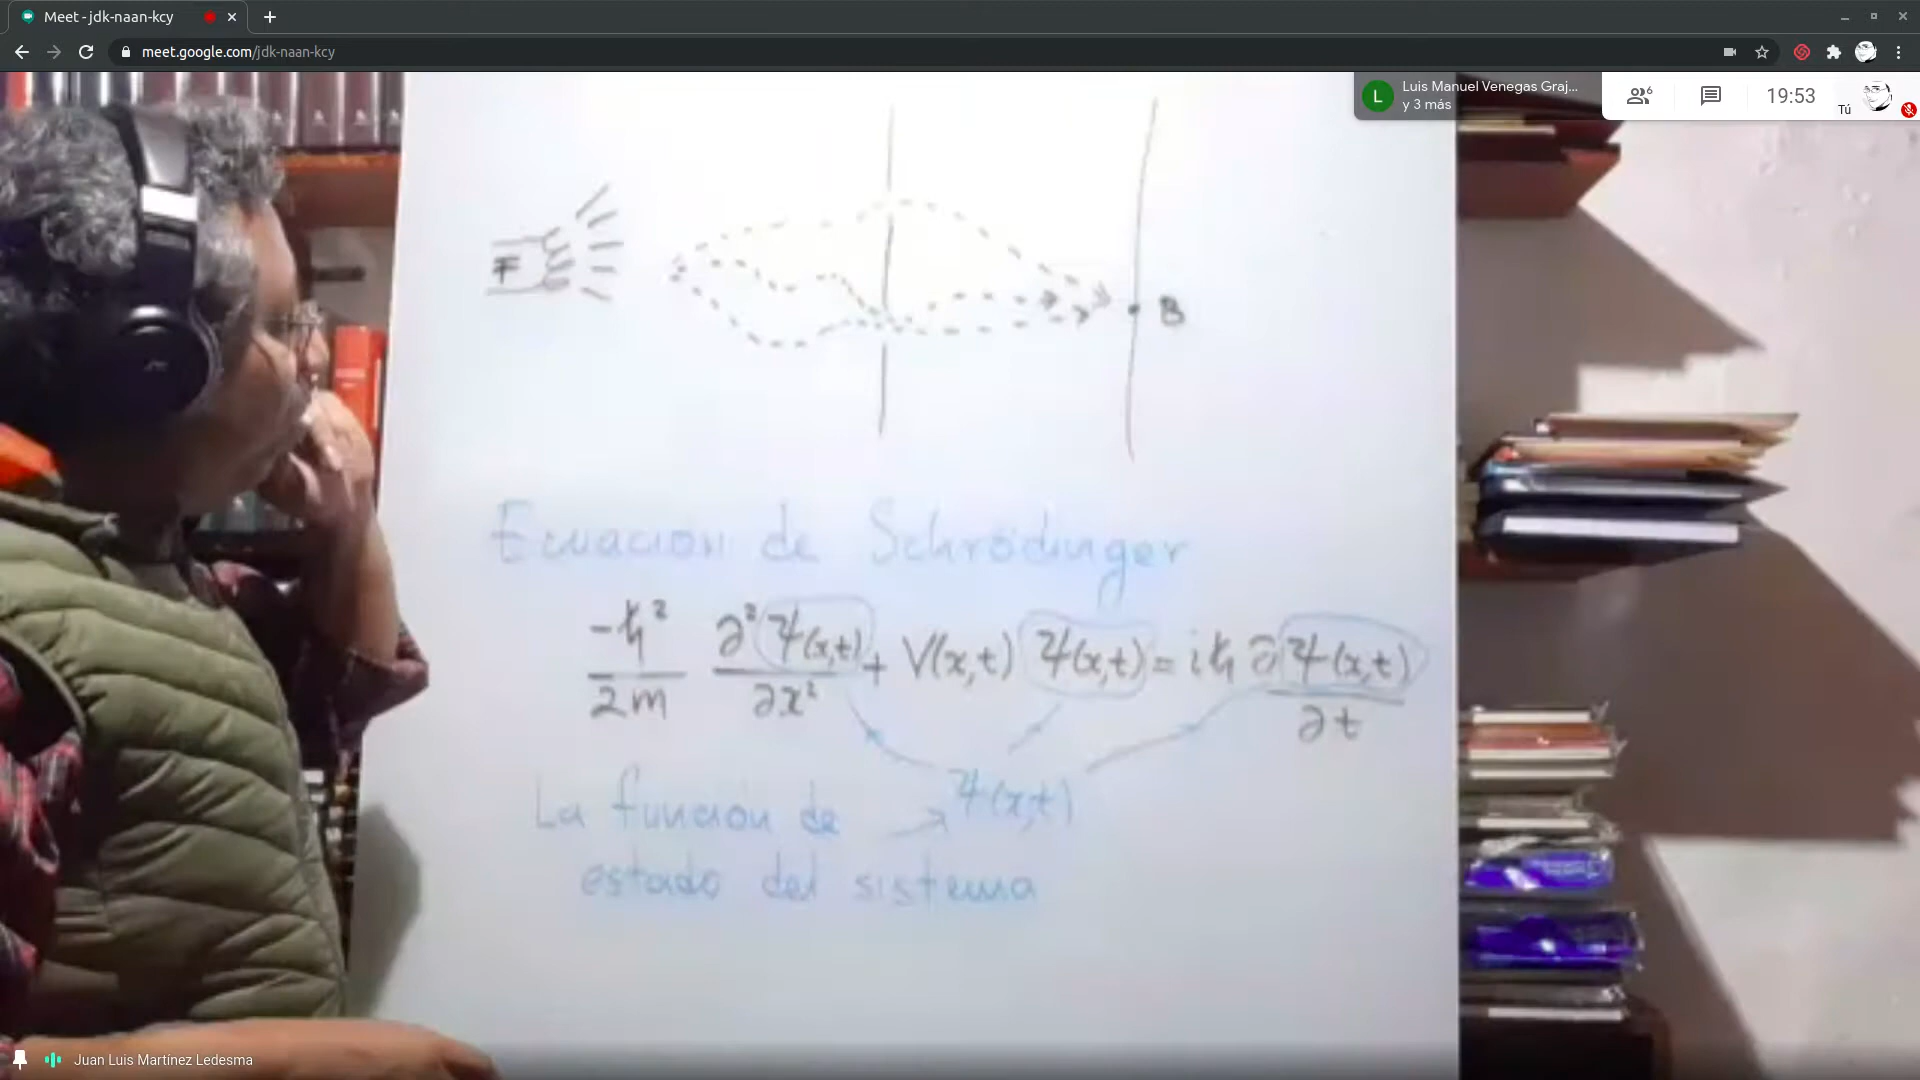 Meet - jdk-naan-kcy
meet.google.com/jdk-naan-kcy
Luis Manuel Venegas Graj...
y 3 más
6
19:53
Tú
L
F
B
Ecuación de Schrödinger
-ħ²/2m ∂²Ψ(x,t)/∂x² + V(x,t) Ψ(x,t) = iħ ∂Ψ(x,t)/∂t
La función de → Ψ(x,t)
estado del sistema
Juan Luis Martínez Ledesma